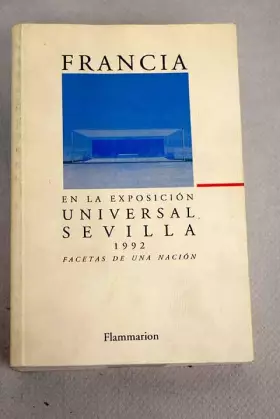 FRANCIA
EN LA EXPOSICIÓN
UNIVERSAL
SEVILLA
1992
FACETAS DE UNA NACIÓN
Flammarion